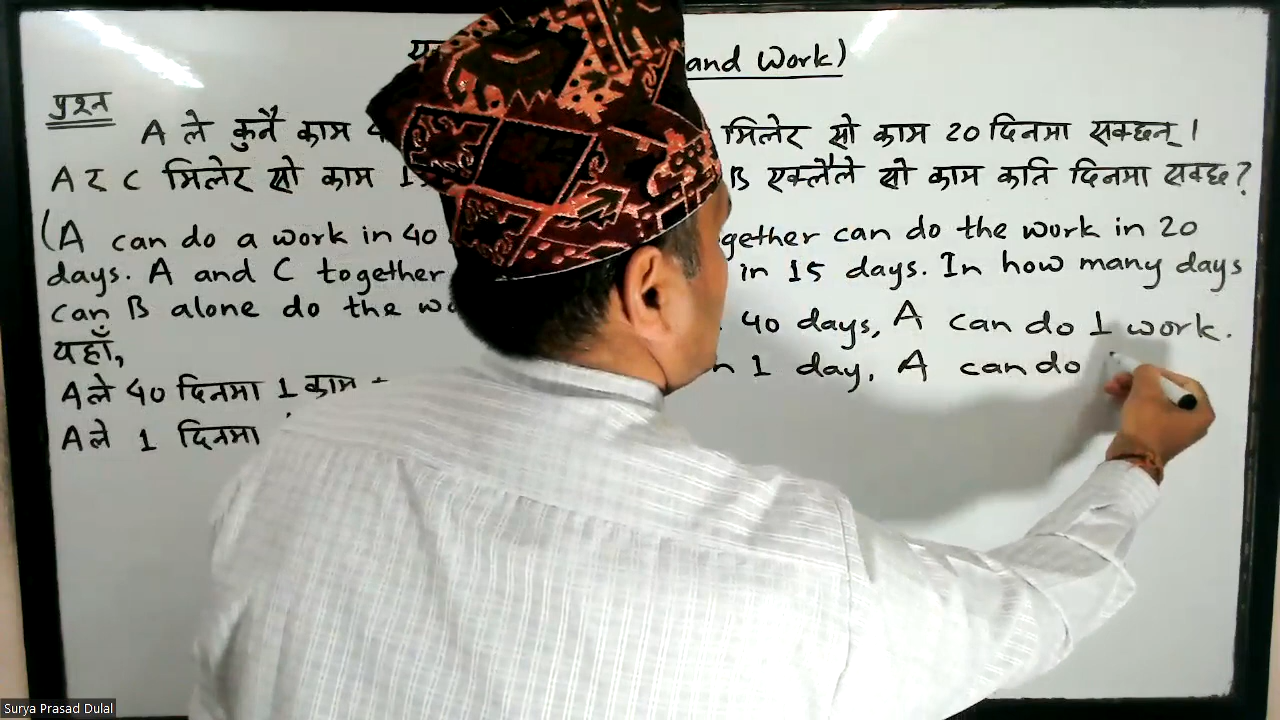 and Work)
प्रश्न
A ले कुनै काम मिलेर सो काम 20 दिनमा सक्छन् ।
A र C मिलेर सो काम B एक्लैले सो काम कति दिनमा सक्छ?
(A can do a work in 40 gether can do the work in 20
days. A and C together in 15 days. In how many days
can B alone do the 40 days, A can do 1 work.
यहाँ,
Aले 40 दिनमा 1 काम 1 day, A can do
Aले 1 दिनमा
Surya Prasad Dulal